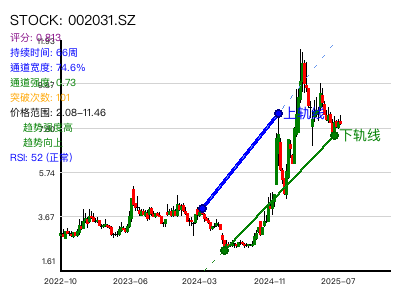 STOCK: 002031.SZ
评分: 0.813
持续时间: 66周
通道宽度: 74.6%
通道强度: 0.73
突破次数: 101
价格范围: 2.08-11.46
趋势强度高
趋势向上
RSI: 52 (正常)
上轨线
下轨线
5.74
3.67
1.61
2022-10
2023-06
2024-03
2024-11
2025-07